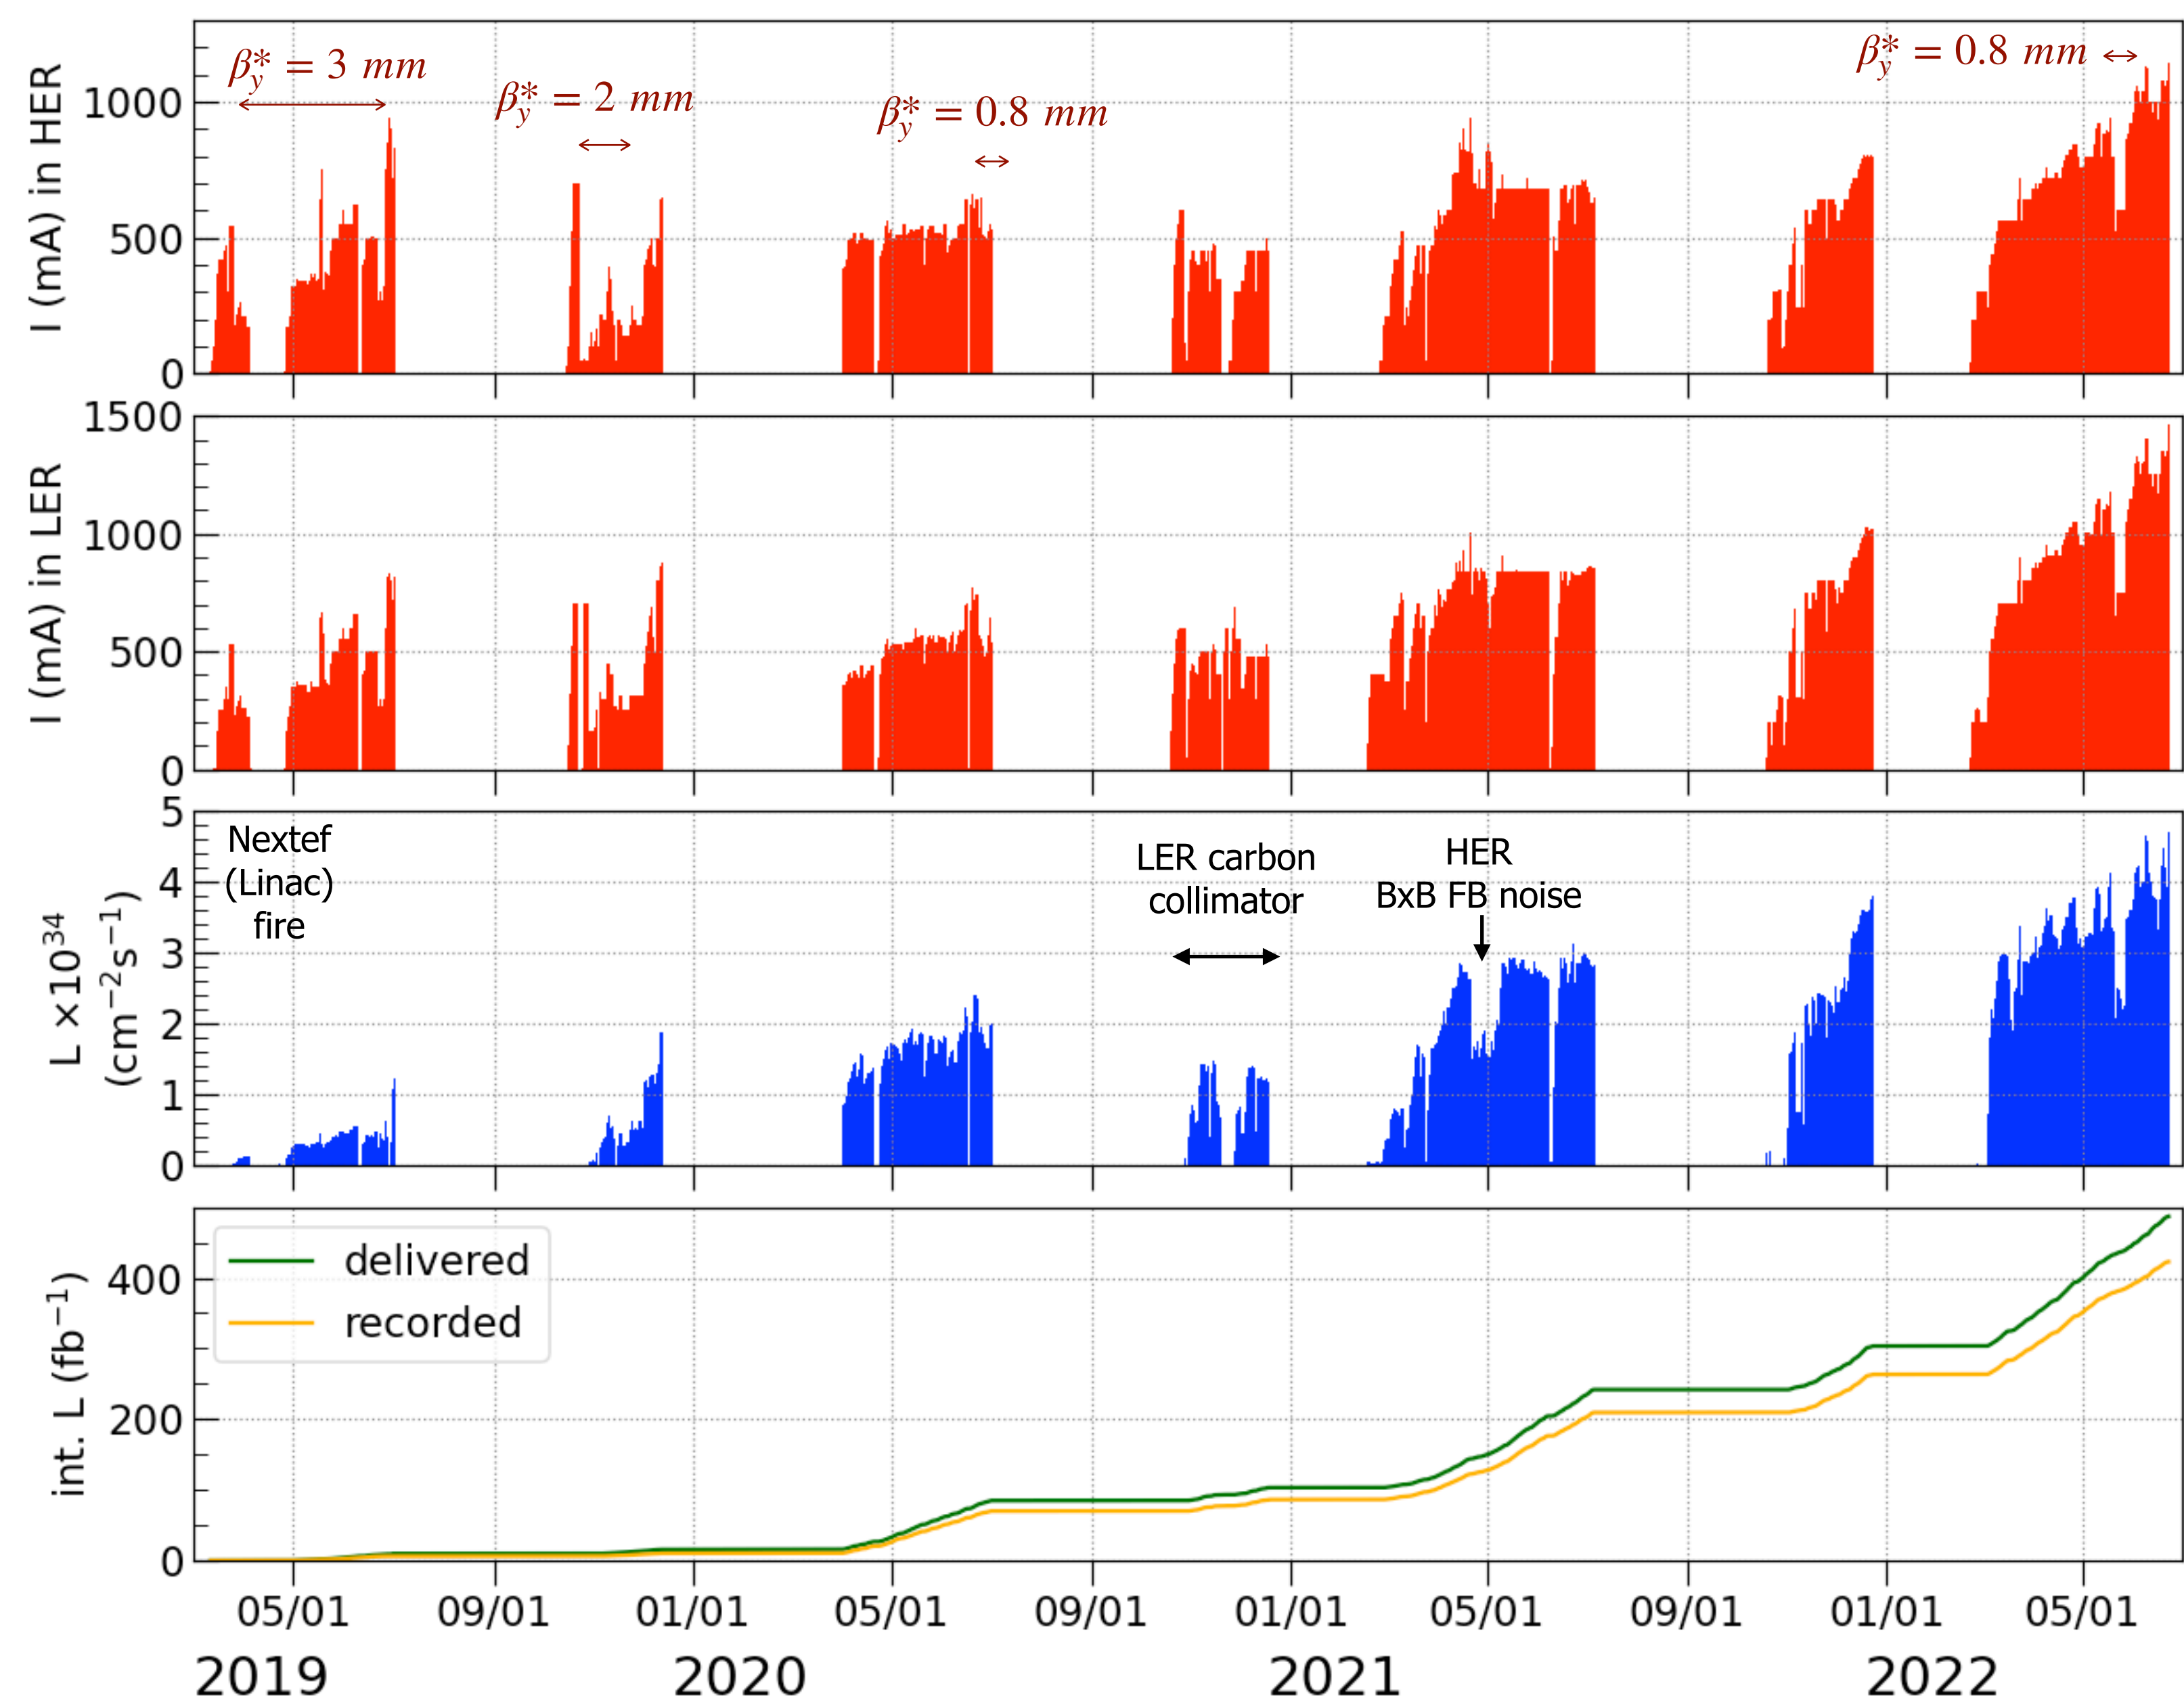 I (mA) in HER
1000
500
0
β*y = 3 mm
β*y = 2 mm
β*y = 0.8 mm
β*y = 0.8 mm
I (mA) in LER
1500
1000
500
0
L ×10³⁴
(cm⁻²s⁻¹)
5
4
3
2
1
0
Nextef
(Linac)
fire
LER carbon
collimator
HER
BxB FB noise
int. L (fb⁻¹)
400
200
0
delivered
recorded
05/01 09/01 01/01 05/01 09/01 01/01 05/01 09/01 01/01 05/01
2019 2020 2021 2022